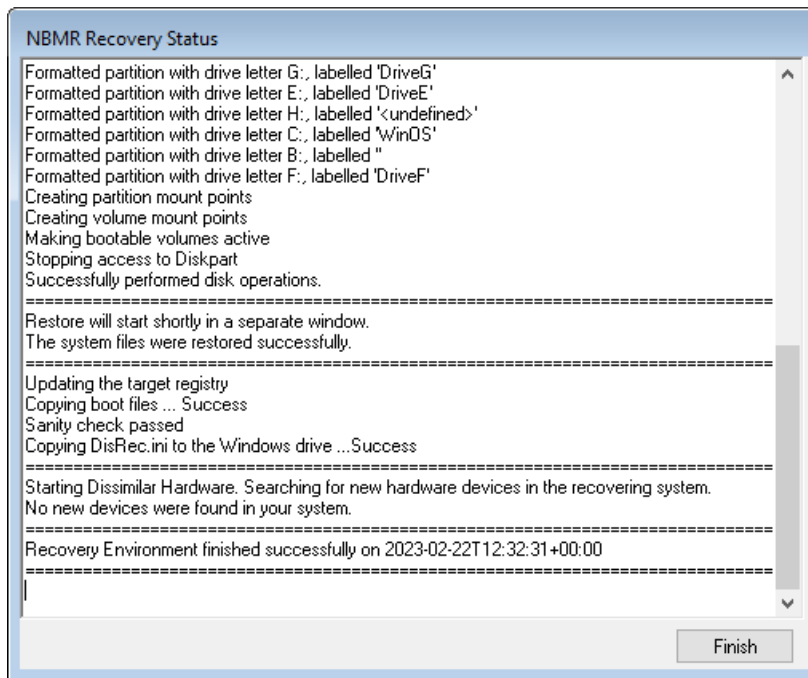 NBMR Recovery Status
Formatted partition with drive letter G:, labelled 'DriveG'
Formatted partition with drive letter E:, labelled 'DriveE'
Formatted partition with drive letter H:, labelled '<undefined>'
Formatted partition with drive letter C:, labelled 'WinOS'
Formatted partition with drive letter B:, labelled ''
Formatted partition with drive letter F:, labelled 'DriveF'
Creating partition mount points
Creating volume mount points
Making bootable volumes active
Stopping access to Diskpart
Successfully performed disk operations.
==========================================================================
Restore will start shortly in a separate window.
The system files were restored successfully.
==========================================================================
Updating the target registry
Copying boot files ... Success
Sanity check passed
Copying DisRec.ini to the Windows drive ...Success
==========================================================================
Starting Dissimilar Hardware. Searching for new hardware devices in the recovering system.
No new devices were found in your system.
==========================================================================
Recovery Environment finished successfully on 2023-02-22T12:32:31+00:00
==========================================================================
Finish